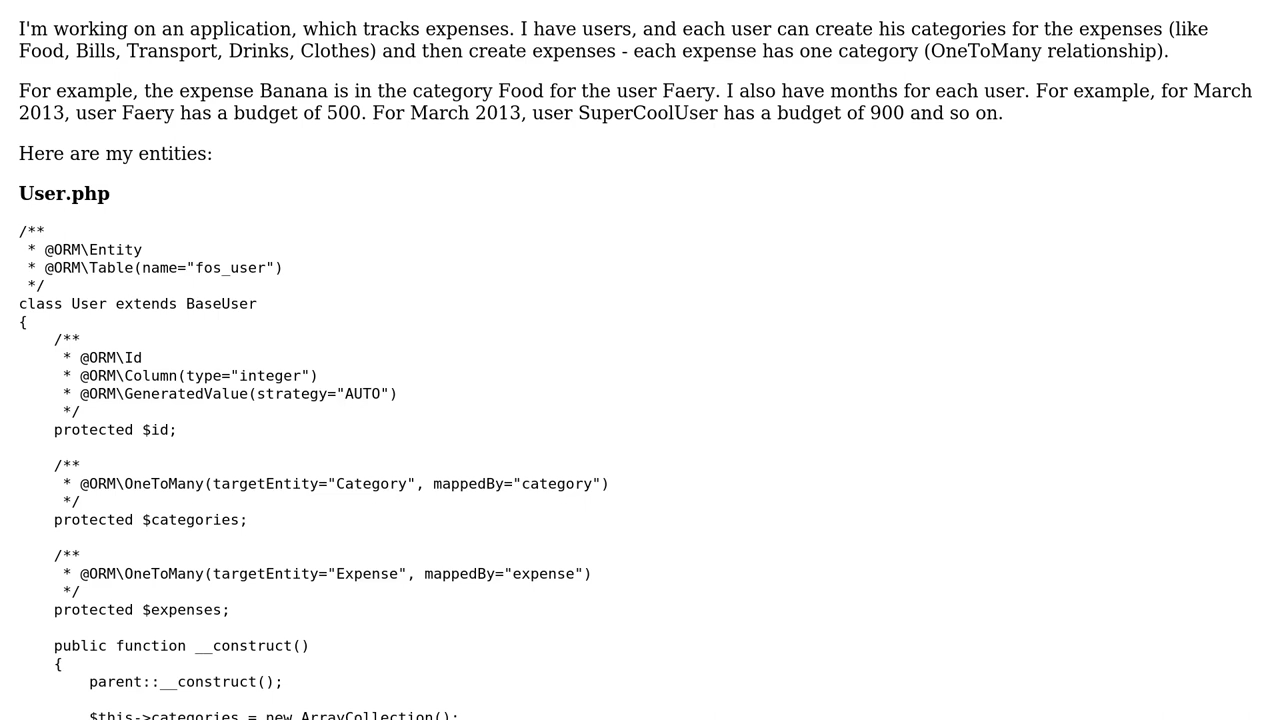 I'm working on an application, which tracks expenses. I have users, and each user can create his categories for the expenses (like
Food, Bills, Transport, Drinks, Clothes) and then create expenses - each expense has one category (OneToMany relationship).
For example, the expense Banana is in the category Food for the user Faery. I also have months for each user. For example, for March
2013, user Faery has a budget of 500. For March 2013, user SuperCoolUser has a budget of 900 and so on.
Here are my entities:
User.php
/**
 * @ORM\Entity
 * @ORM\Table(name="fos_user")
 */
class User extends BaseUser
{
    /**
     * @ORM\Id
     * @ORM\Column(type="integer")
     * @ORM\GeneratedValue(strategy="AUTO")
     */
    protected $id;
    /**
     * @ORM\OneToMany(targetEntity="Category", mappedBy="category")
     */
    protected $categories;
    /**
     * @ORM\OneToMany(targetEntity="Expense", mappedBy="expense")
     */
    protected $expenses;
    public function __construct()
    {
        parent::__construct();
        $this->categories = new ArrayCollection();